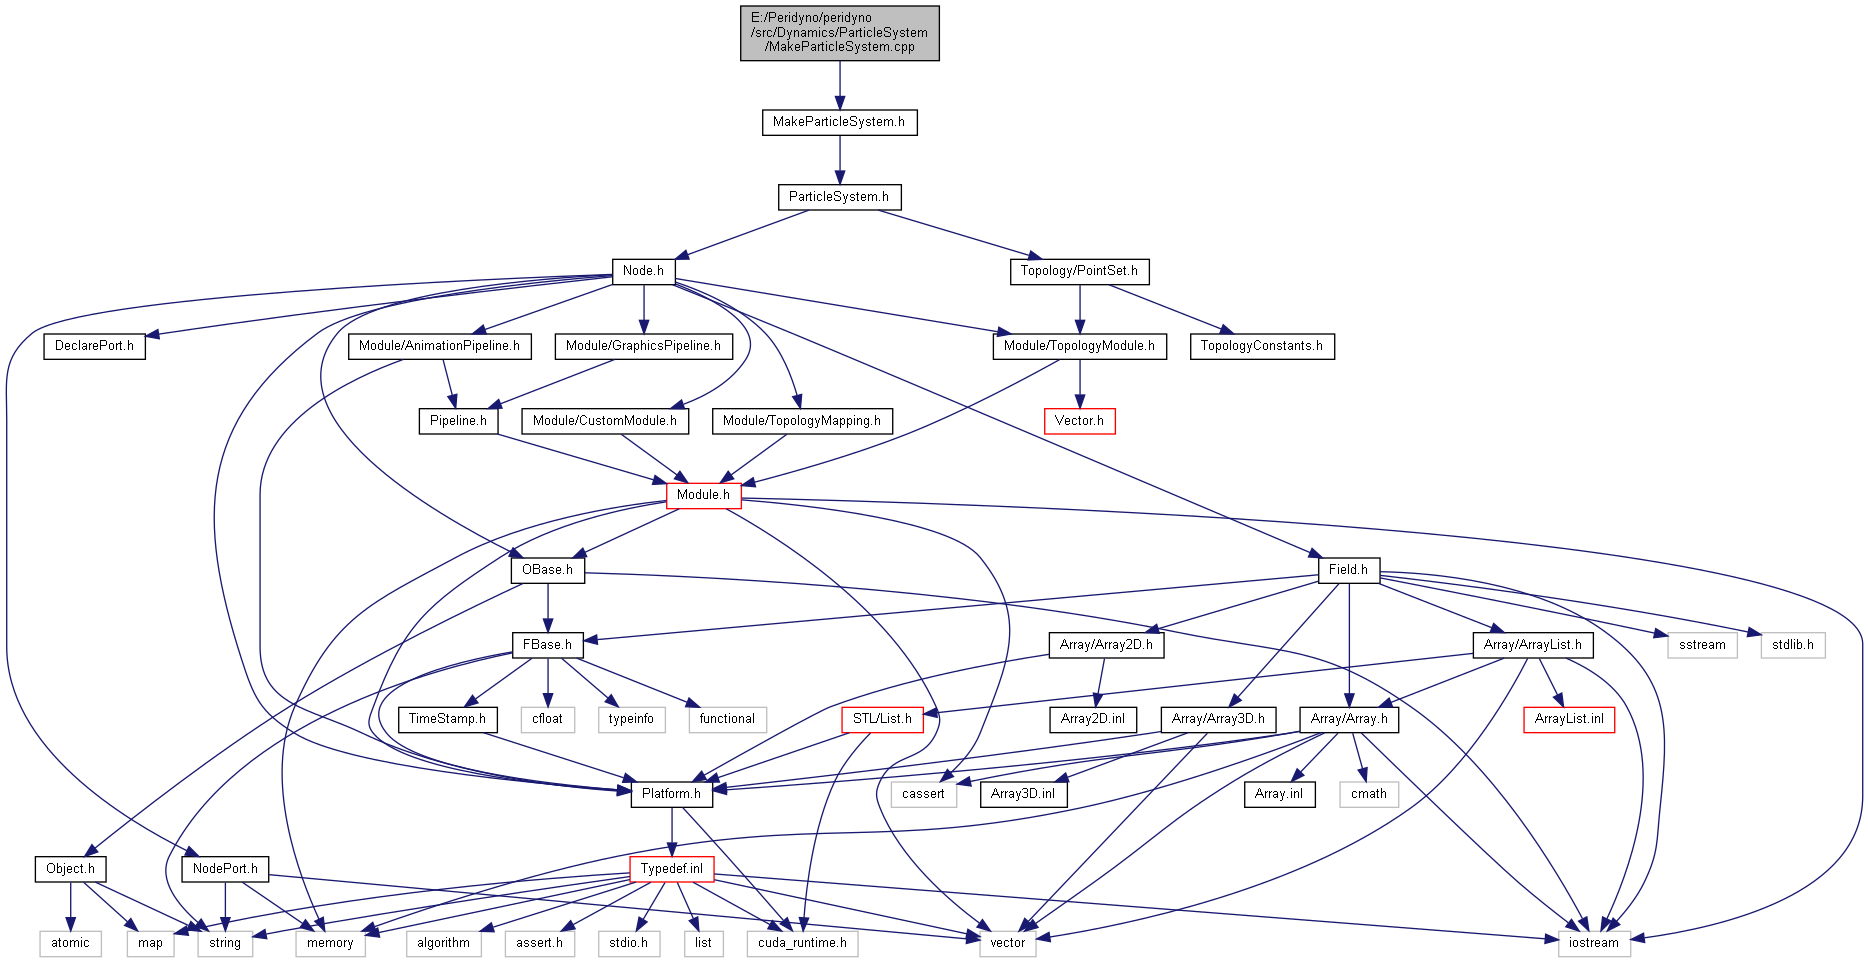 E:/Peridyno/peridyno
/src/Dynamics/ParticleSystem
/MakeParticleSystem.cpp
MakeParticleSystem.h
ParticleSystem.h
Node.h
Topology/PointSet.h
DeclarePort.h
Module/AnimationPipeline.h
Module/GraphicsPipeline.h
Module/TopologyModule.h
TopologyConstants.h
Pipeline.h
Module/CustomModule.h
Module/TopologyMapping.h
Vector.h
Module.h
OBase.h
Field.h
FBase.h
Array/Array2D.h
Array/ArrayList.h
sstream
stdlib.h
TimeStamp.h
cfloat
typeinfo
functional
STL/List.h
Array2D.inl
Array/Array3D.h
Array/Array.h
ArrayList.inl
Platform.h
cassert
Array3D.inl
Array.inl
cmath
Object.h
NodePort.h
Typedef.inl
atomic
map
string
memory
algorithm
assert.h
stdio.h
list
cuda_runtime.h
vector
iostream